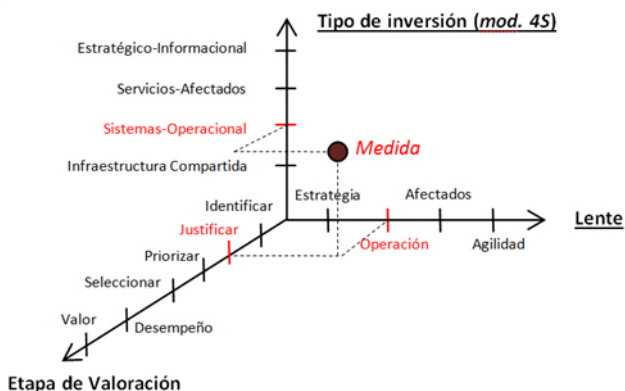 Tipo de inversión (mod. 4S)
Estratégico-Informacional
Servicios-Afectados
Sistemas-Operacional
Medida
Infraestructura Compartida
Identificar
Estrategia
Afectados
Lente
Justificar
Operación
Agilidad
Priorizar
Seleccionar
Valor
Desempeño
Etapa de Valoración